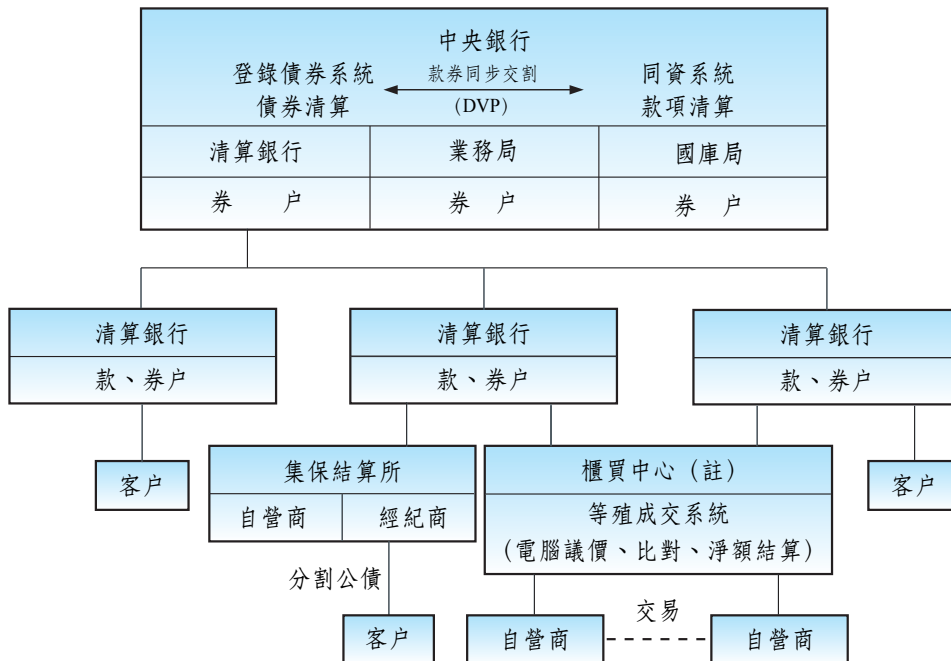 中央銀行
登錄債券系統 款券同步交割 同資系統
債券清算 (DVP) 款項清算
清算銀行 業務局 國庫局
券 戶 券 戶 券 戶
清算銀行 清算銀行 清算銀行
款、券戶 款、券戶 款、券戶
客戶 集保結算所 櫃買中心（註） 客戶
自營商 經紀商 等殖成交系統
（電腦議價、比對、淨額結算）
分割公債
交易
客戶 自營商 自營商